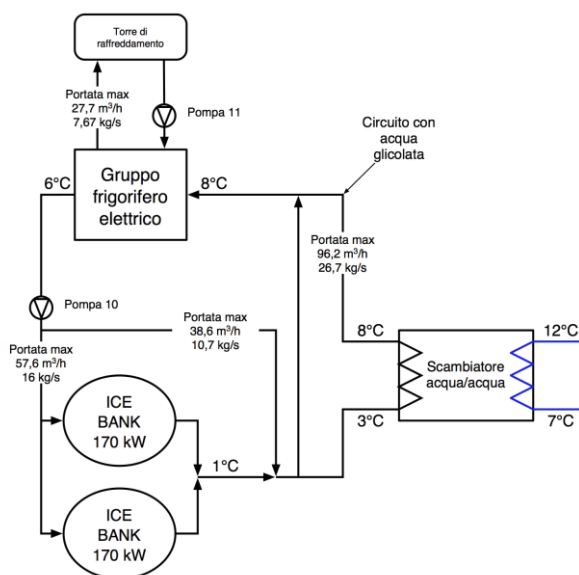 Torre di
raffreddamento
Portata max
27,7 m³/h
7,67 kg/s
Pompa 11
Circuito con
acqua
glicolata
6°C
Gruppo
frigorifero
elettrico
8°C
Portata max
96,2 m³/h
26,7 kg/s
Pompa 10
Portata max
38,6 m³/h
10,7 kg/s
Portata max
57,6 m³/h
16 kg/s
8°C
12°C
Scambiatore
acqua/acqua
3°C
7°C
ICE
BANK
170 kW
1°C
ICE
BANK
170 kW